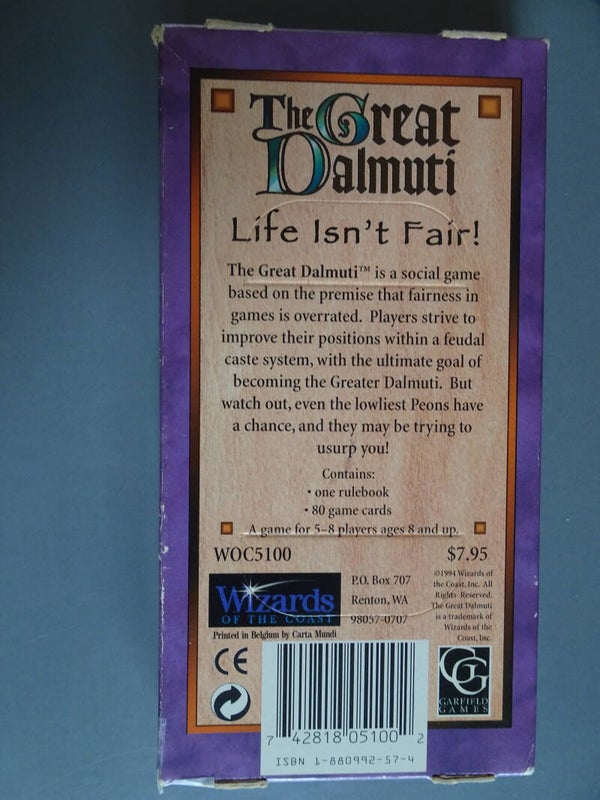 The Great
Dalmuti
Life Isn't Fair!
The Great Dalmuti™ is a social game
based on the premise that fairness in
games is overrated. Players strive to
improve their positions within a feudal
caste system, with the ultimate goal of
becoming the Greater Dalmuti. But
watch out, even the lowliest Peons have
a chance, and they may be trying to
usurp you!
Contains:
• one rulebook
• 80 game cards
A game for 5–8 players ages 8 and up.
WOC5100
$7.95
Wizards
OF THE COAST
P.O. Box 707
Renton, WA
98057-0707
©1994 Wizards of
the Coast, Inc. All
Rights Reserved.
The Great Dalmuti
is a trademark of
Wizards of the
Coast, Inc.
Printed in Belgium by Carta Mundi
CE
GG
GARFIELD
GAMES
7 42818 05100 2
ISBN 1-880992-57-4